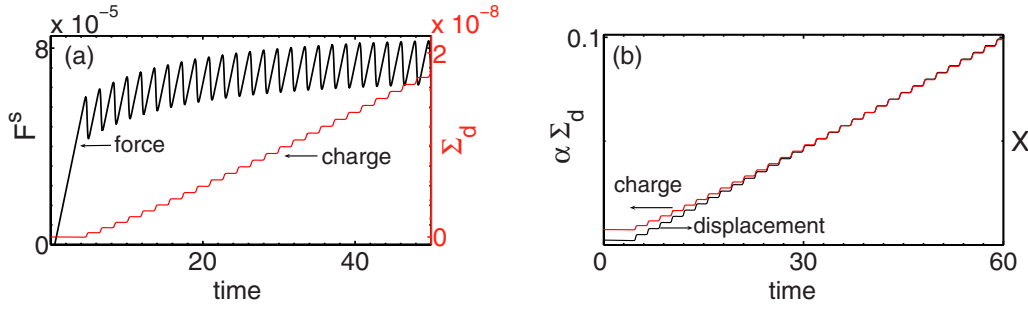 x 10⁻⁵
x 10⁻⁸
(a)
8
2
F^s
force
charge
Σ_d
0
0
20
40
time
0.1
(b)
α Σ_d
X
charge
displacement
0
30
60
time